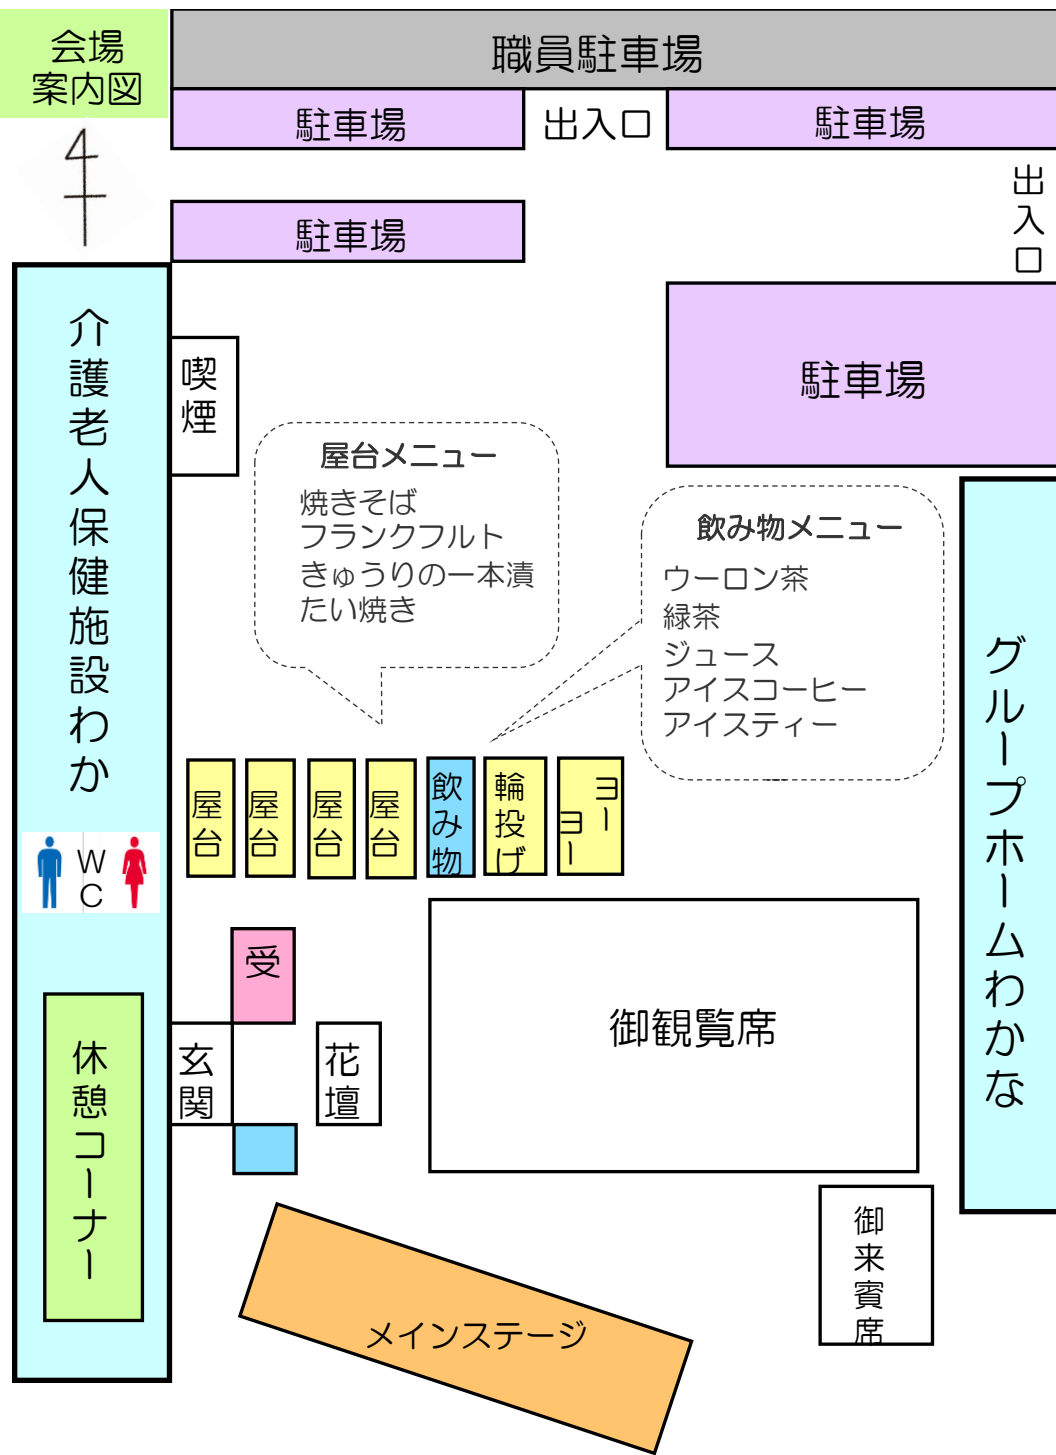 会場
案内図
職員駐車場
駐車場
出入口
駐車場
出入口
駐車場
駐車場
介護老人保健施設わか
喫煙
屋台メニュー
焼きそば
フランクフルト
きゅうりの一本漬
たい焼き
飲み物メニュー
ウーロン茶
緑茶
ジュース
アイスコーヒー
アイスティー
グループホームわかな
屋台
屋台
屋台
屋台
飲み物
輪投げ
ヨーヨー
WC
受
御観覧席
休憩コーナー
玄関
花壇
御来賓席
メインステージ